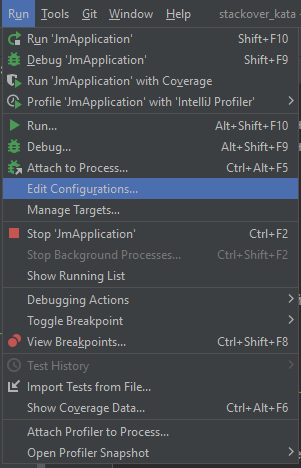 Run Tools Git Window Help stackover_kata
Run 'JmApplication' Shift+F10
Debug 'JmApplication' Shift+F9
Run 'JmApplication' with Coverage
Profile 'JmApplication' with 'IntelliJ Profiler'
Run... Alt+Shift+F10
Debug... Alt+Shift+F9
Attach to Process... Ctrl+Alt+F5
Edit Configurations...
Manage Targets...
Stop 'JmApplication' Ctrl+F2
Stop Background Processes... Ctrl+Shift+F2
Show Running List
Debugging Actions
Toggle Breakpoint
View Breakpoints... Ctrl+Shift+F8
Test History
Import Tests from File...
Show Coverage Data... Ctrl+Alt+F6
Attach Profiler to Process...
Open Profiler Snapshot